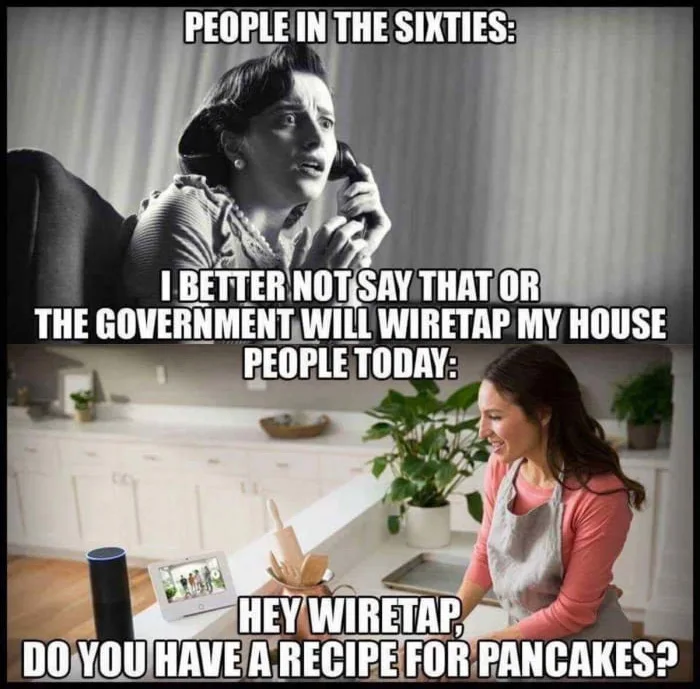 PEOPLE IN THE SIXTIES:
I BETTER NOT SAY THAT OR
THE GOVERNMENT WILL WIRETAP MY HOUSE
PEOPLE TODAY:
HEY WIRETAP,
DO YOU HAVE A RECIPE FOR PANCAKES?